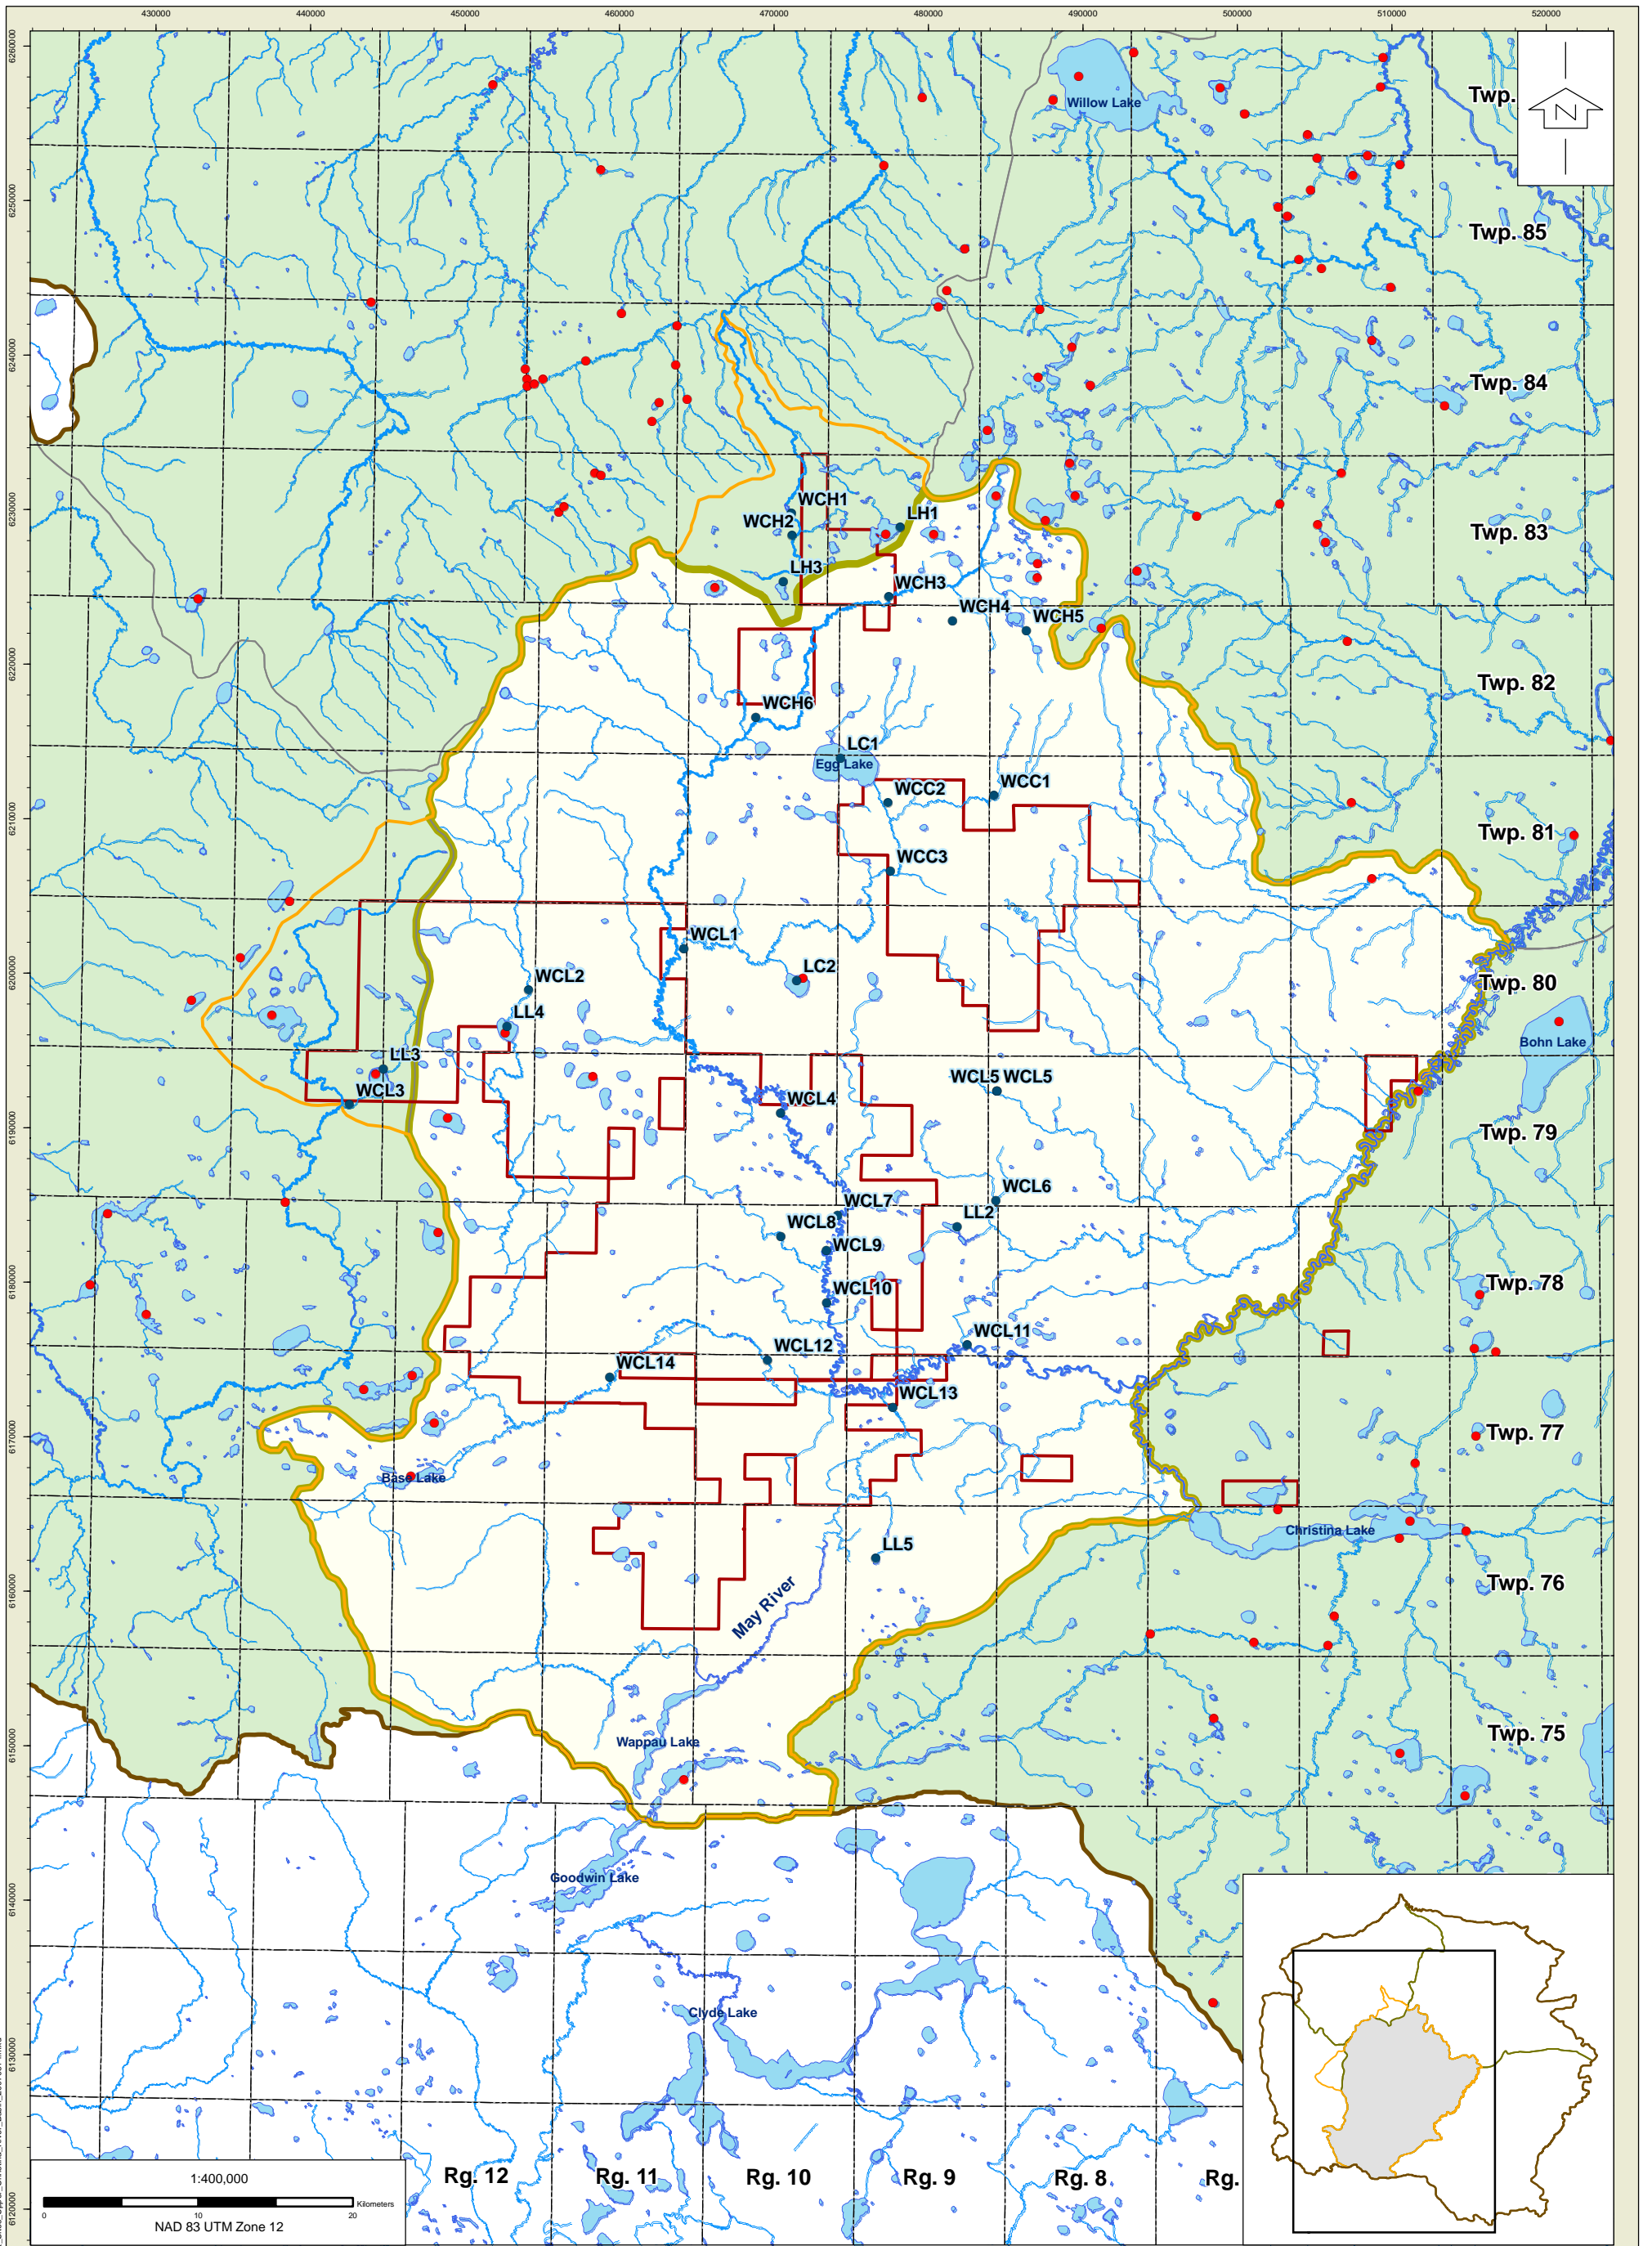 430000 440000 450000 460000 470000 480000 490000 500000 510000 520000
6260000
6250000
6240000
6230000
6220000
6210000
6200000
6190000
6180000
6170000
6160000
6150000
6140000
6130000
6120000
N
Willow Lake
Twp.
Twp. 85
Twp. 84
Twp. 83
WCH1
WCH2
LH1
LH3
WCH3
WCH4
WCH5
Twp. 82
WCH6
LC1
Egg Lake
WCC1
WCC2
Twp. 81
WCC3
WCL1
LC2
WCL2
Twp. 80
LL4
Bohn Lake
LL3
WCL3
WCL5 WCL5
WCL4
Twp. 79
WCL6
WCL7
LL2
WCL8
WCL9
Twp. 78
WCL10
WCL11
WCL12
WCL14
WCL13
Twp. 77
Base Lake
Christina Lake
LL5
Twp. 76
May River
Twp. 75
Wappau Lake
Goodwin Lake
Clyde Lake
Rg. 12 Rg. 11 Rg. 10 Rg. 9 Rg. 8 Rg.
1:400,000
Kilometers
0 10 20
NAD 83 UTM Zone 12